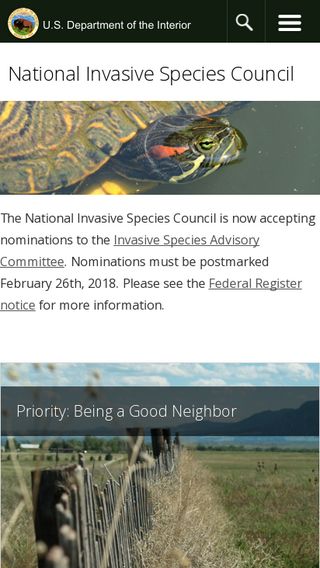 U.S. Department of the Interior
National Invasive Species Council
The National Invasive Species Council is now accepting
nominations to the Invasive Species Advisory
Committee. Nominations must be postmarked
February 26th, 2018. Please see the Federal Register
notice for more information.
Priority: Being a Good Neighbor